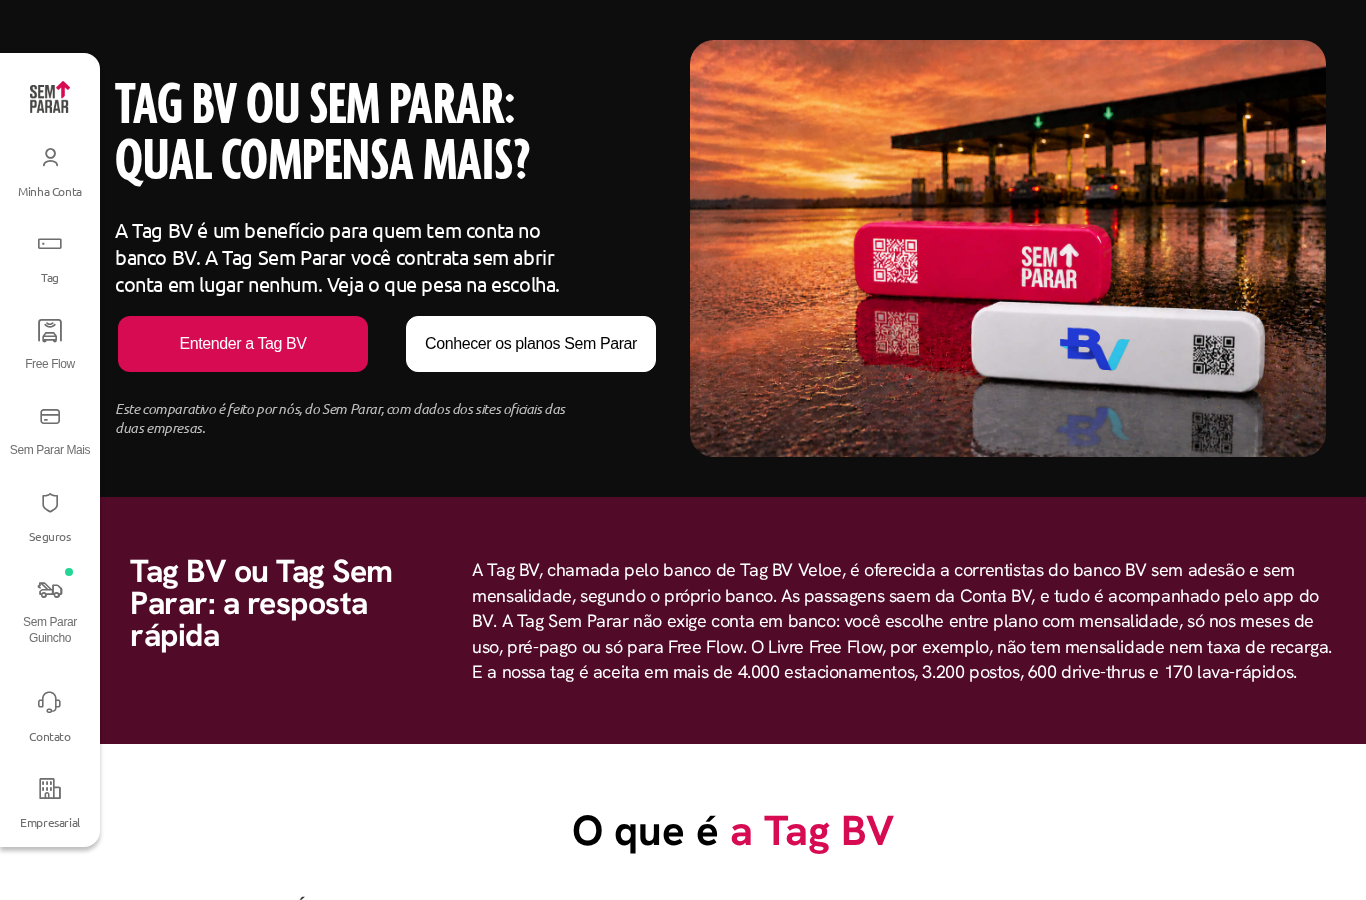 SEM
PARAR
Minha Conta
Tag
Free Flow
Sem Parar Mais
Seguros
Sem Parar
Guincho
Contato
Empresarial
TAG BV OU SEM PARAR:
QUAL COMPENSA MAIS?
A Tag BV é um benefício para quem tem conta no
banco BV. A Tag Sem Parar você contrata sem abrir
conta em lugar nenhum. Veja o que pesa na escolha.
Entender a Tag BV
Conhecer os planos Sem Parar
Este comparativo é feito por nós, do Sem Parar, com dados dos sites oficiais das
duas empresas.
SEM
PARAR
BV
Tag BV ou Tag Sem
Parar: a resposta
rápida
A Tag BV, chamada pelo banco de Tag BV Veloe, é oferecida a correntistas do banco BV sem adesão e sem
mensalidade, segundo o próprio banco. As passagens saem da Conta BV, e tudo é acompanhado pelo app do
BV. A Tag Sem Parar não exige conta em banco: você escolhe entre plano com mensalidade, só nos meses de
uso, pré-pago ou só para Free Flow. O Livre Free Flow, por exemplo, não tem mensalidade nem taxa de recarga.
E a nossa tag é aceita em mais de 4.000 estacionamentos, 3.200 postos, 600 drive-thrus e 170 lava-rápidos.
O que é a Tag BV